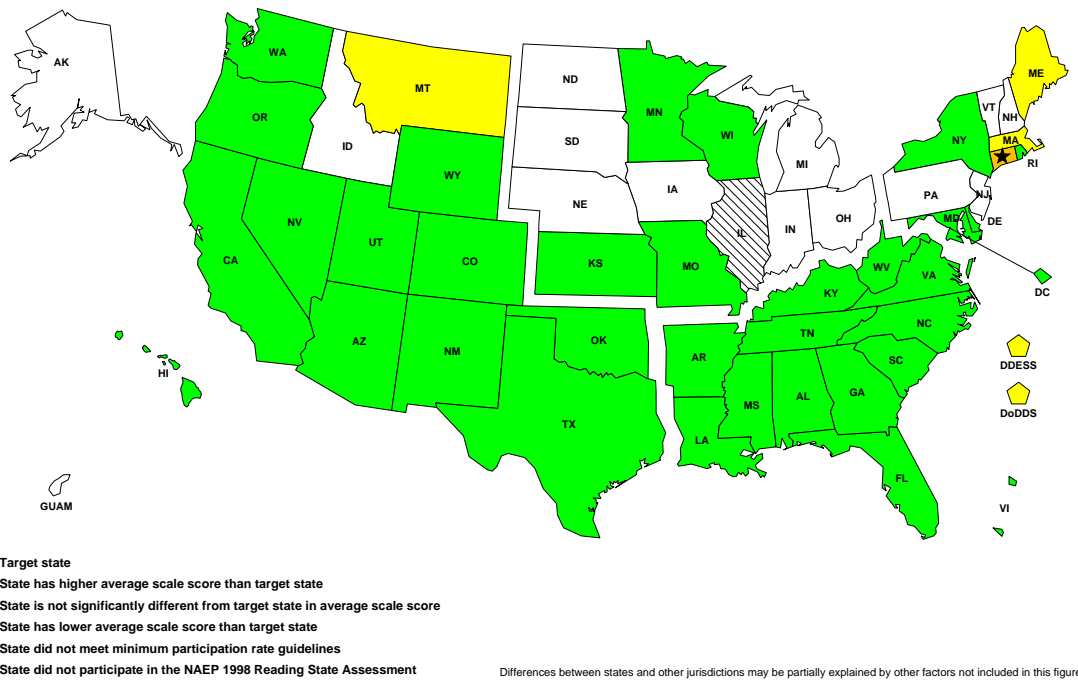 AK
WA
MT
ND
MN
ME
VT
NH
OR
ID
SD
WI
NY
MA
RI
WY
MI
NV
UT
NE
IA
PA
NJ
CA
CO
KS
MO
IL
IN
OH
MD
DE
WV
VA
DC
KY
AZ
NM
OK
AR
TN
NC
SC
DDESS
HI
TX
LA
MS
AL
GA
DoDDS
FL
GUAM
VI
Target state
State has higher average scale score than target state
State is not significantly different from target state in average scale score
State has lower average scale score than target state
State did not meet minimum participation rate guidelines
State did not participate in the NAEP 1998 Reading State Assessment
Differences between states and other jurisdictions may be partially explained by other factors not included in this figure